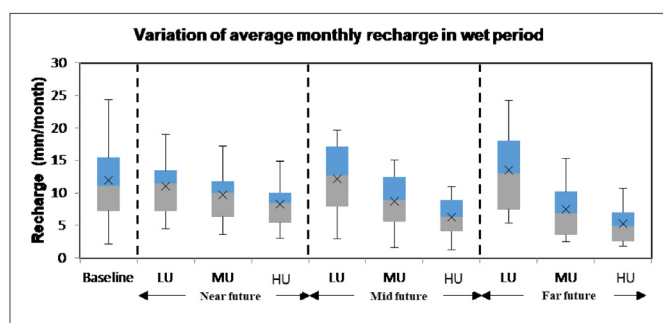 Variation of average monthly recharge in wet period
Recharge (mm/month)
30
25
20
15
10
5
0
Baseline LU MU HU LU MU HU LU MU HU
Near future Mid future Far future